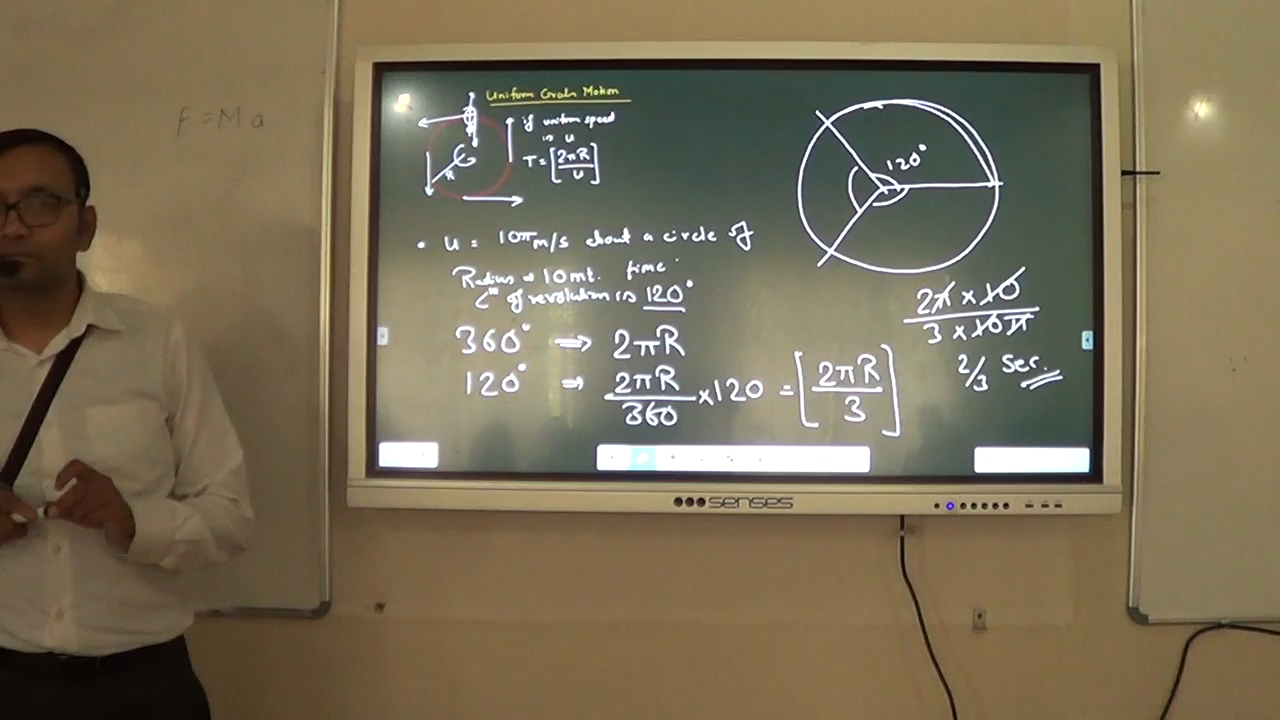 F = Ma
Uniform Motion
if uniform speed
is u
T = [2πR/u]
R
120°
• u = 10π m/s about a circle of
Radius 10 mt. time
of revolution is 120°
360° ⇒ 2πR
120° ⇒ 2πR/360 × 120 = [2πR/3]
2π × 10 / 3 × 10π
2/3 Sec.
senses